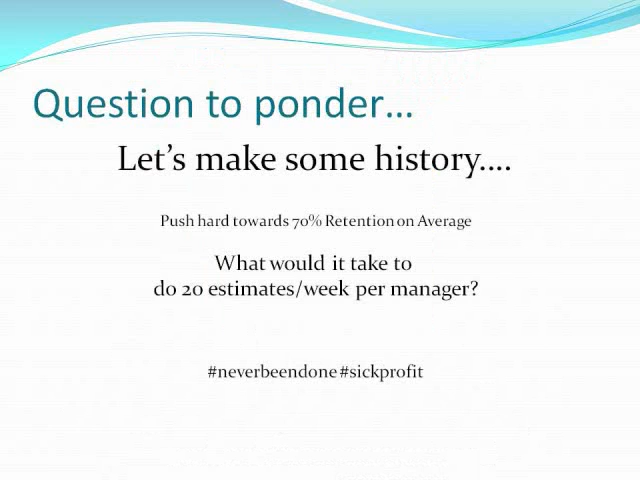 Question to ponder…
Let's make some history….
Push hard towards 70% Retention on Average
What would it take to
do 20 estimates/week per manager?
#neverbeendone #sickprofit